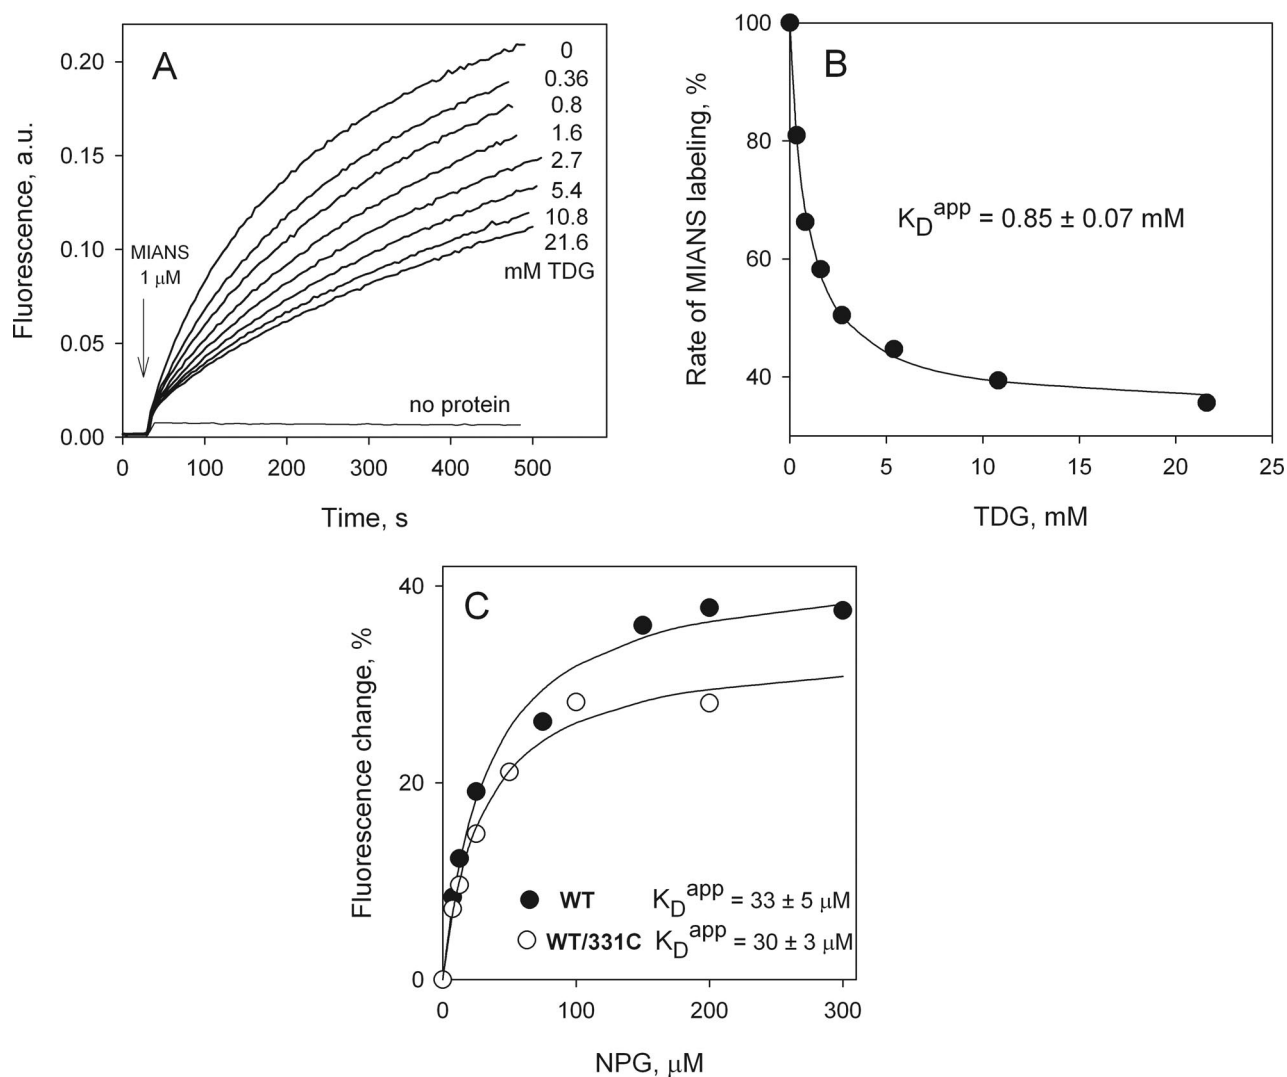 A
0
0.36
0.8
1.6
2.7
5.4
10.8
21.6
mM TDG
MIANS
1 μM
no protein
0.20
0.15
0.10
0.05
0.00
0 100 200 300 400 500
Fluorescence, a.u.
Time, s
B
K_D^app = 0.85 ± 0.07 mM
100
80
60
40
0 5 10 15 20 25
Rate of MIANS labeling, %
TDG, mM
C
40
20
0
WT K_D^app = 33 ± 5 μM
WT/331C K_D^app = 30 ± 3 μM
0 100 200 300
Fluorescence change, %
NPG, μM